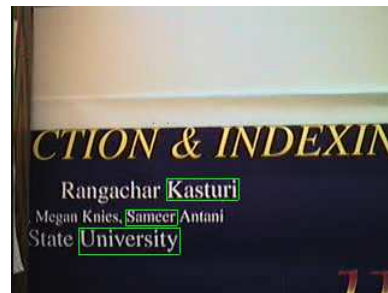 CTION & INDEXIN
Rangachar Kasturi
, Megan Knies, Sameer Antani
State University